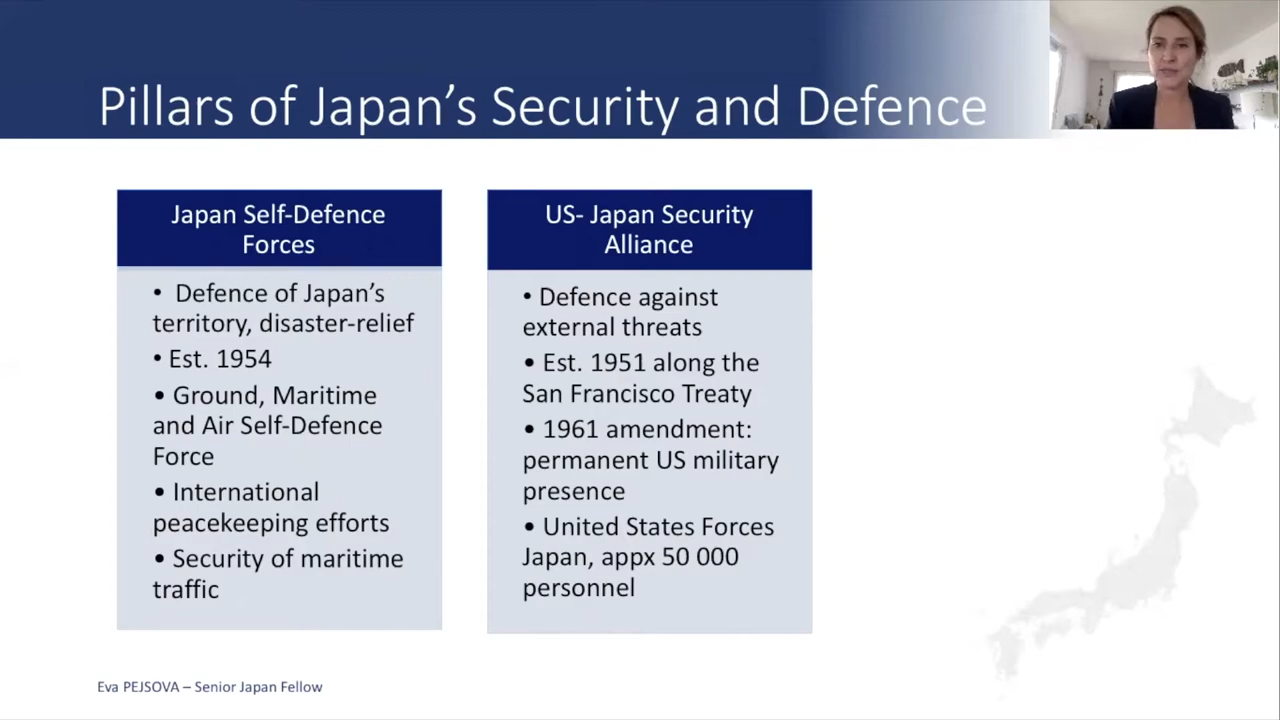 Pillars of Japan's Security and Defence
Japan Self-Defence
Forces
• Defence of Japan's
territory, disaster-relief
• Est. 1954
• Ground, Maritime
and Air Self-Defence
Force
• International
peacekeeping efforts
• Security of maritime
traffic
US- Japan Security
Alliance
• Defence against
external threats
• Est. 1951 along the
San Francisco Treaty
• 1961 amendment:
permanent US military
presence
• United States Forces
Japan, appx 50 000
personnel
Eva PEJSOVA – Senior Japan Fellow